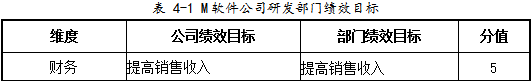 表 4-1 M 软件公司研发部门绩效目标
维度 公司绩效目标 部门绩效目标 分值
财务 提高销售收入 提高销售收入 5